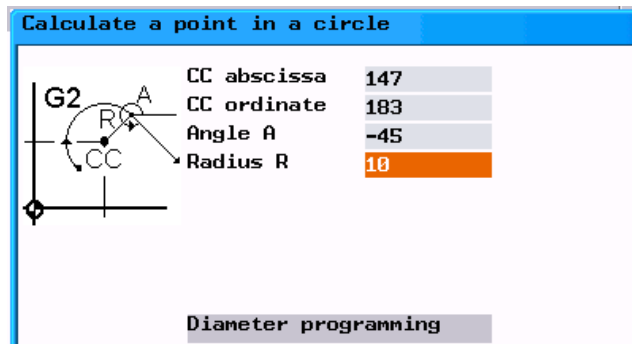 Calculate a point in a circle
CC abscissa 147
CC ordinate 183
Angle A -45
Radius R 10
G2
A
R
CC
Diameter programming